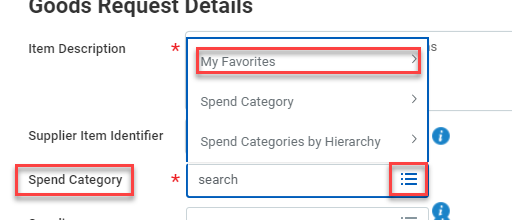 Goods Request Details
Item Description *
My Favorites
Spend Category
Spend Categories by Hierarchy
Supplier Item Identifier
Spend Category * search